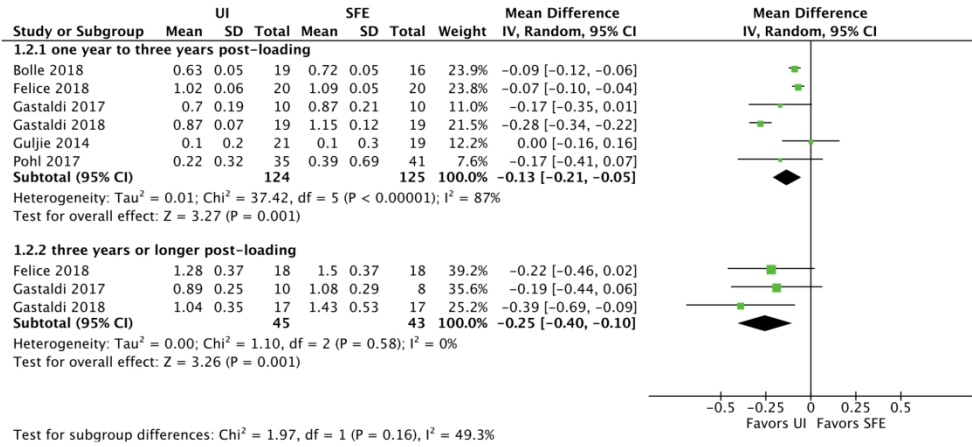 UI SFE Mean Difference Mean Difference
Study or Subgroup Mean SD Total Mean SD Total Weight IV, Random, 95% CI IV, Random, 95% CI
1.2.1 one year to three years post-loading
Bolle 2018 0.63 0.05 19 0.72 0.05 16 23.9% -0.09 [-0.12, -0.06]
Felice 2018 1.02 0.06 20 1.09 0.05 20 23.8% -0.07 [-0.10, -0.04]
Gastaldi 2017 0.7 0.19 10 0.87 0.21 10 11.0% -0.17 [-0.35, 0.01]
Gastaldi 2018 0.87 0.07 19 1.15 0.12 19 21.5% -0.28 [-0.34, -0.22]
Guljie 2014 0.1 0.2 21 0.1 0.3 19 12.2% 0.00 [-0.16, 0.16]
Pohl 2017 0.22 0.32 35 0.39 0.69 41 7.6% -0.17 [-0.41, 0.07]
Subtotal (95% CI) 124 125 100.0% -0.13 [-0.21, -0.05]
Heterogeneity: Tau² = 0.01; Chi² = 37.42, df = 5 (P < 0.00001); I² = 87%
Test for overall effect: Z = 3.27 (P = 0.001)
1.2.2 three years or longer post-loading
Felice 2018 1.28 0.37 18 1.5 0.37 18 39.2% -0.22 [-0.46, 0.02]
Gastaldi 2017 0.89 0.25 10 1.08 0.29 8 35.6% -0.19 [-0.44, 0.06]
Gastaldi 2018 1.04 0.35 17 1.43 0.53 17 25.2% -0.39 [-0.69, -0.09]
Subtotal (95% CI) 45 43 100.0% -0.25 [-0.40, -0.10]
Heterogeneity: Tau² = 0.00; Chi² = 1.10, df = 2 (P = 0.58); I² = 0%
Test for overall effect: Z = 3.26 (P = 0.001)
-0.5 -0.25 0 0.25 0.5
Favors UI Favors SFE
Test for subgroup differences: Chi² = 1.97, df = 1 (P = 0.16), I² = 49.3%